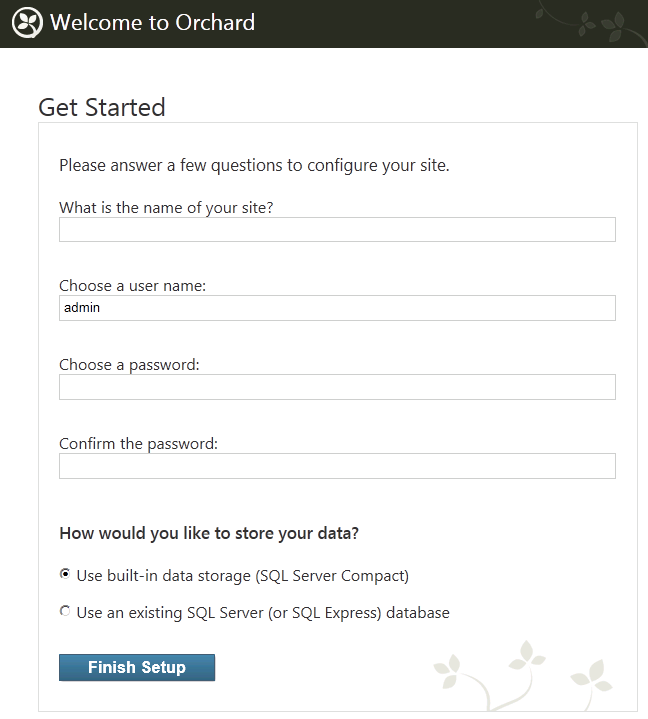 Welcome to Orchard
Get Started
Please answer a few questions to configure your site.
What is the name of your site?
Choose a user name:
admin
Choose a password:
Confirm the password:
How would you like to store your data?
Use built-in data storage (SQL Server Compact)
Use an existing SQL Server (or SQL Express) database
Finish Setup